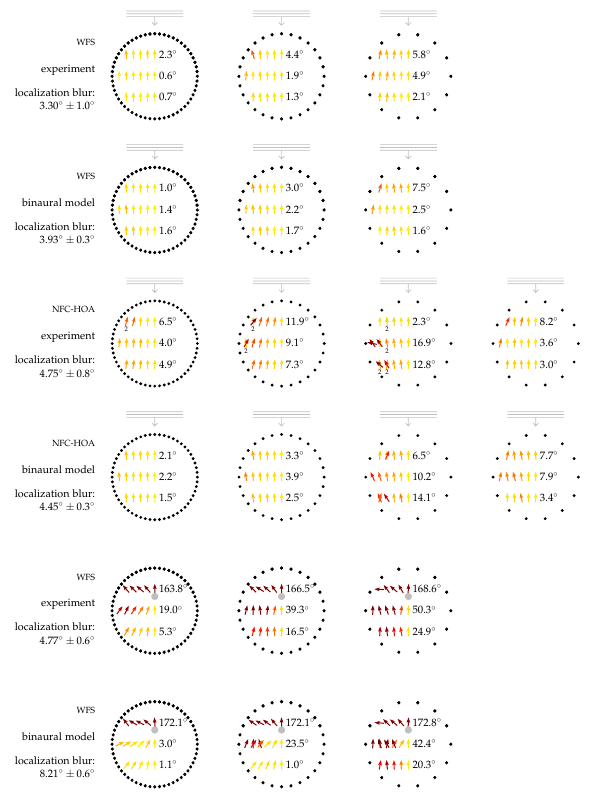 WFS
2.3° 4.4° 5.8°
experiment
0.6° 1.9° 4.9°
localization blur:
0.7° 1.3° 2.1°
3.30° ± 1.0°
WFS
1.0° 3.0° 7.5°
binaural model
1.4° 2.2° 2.5°
localization blur:
1.6° 1.7° 1.6°
3.93° ± 0.3°
NFC-HOA
6.5° 11.9° 2.3° 8.2°
2 2 2
experiment
4.0° 9.1° 16.9° 3.6°
2 2
localization blur:
4.9° 7.3° 12.8° 3.0°
2 2
4.75° ± 0.8°
NFC-HOA
2.1° 3.3° 6.5° 7.7°
binaural model
2.2° 3.9° 10.2° 7.9°
localization blur:
1.5° 2.5° 14.1° 3.4°
4.45° ± 0.3°
WFS
163.8° 166.5° 168.6°
experiment
19.0° 39.3° 50.3°
localization blur:
5.3° 16.5° 24.9°
4.77° ± 0.6°
WFS
172.1° 172.1° 172.8°
binaural model
3.0° 23.5° 42.4°
localization blur:
1.1° 1.0° 20.3°
8.21° ± 0.6°